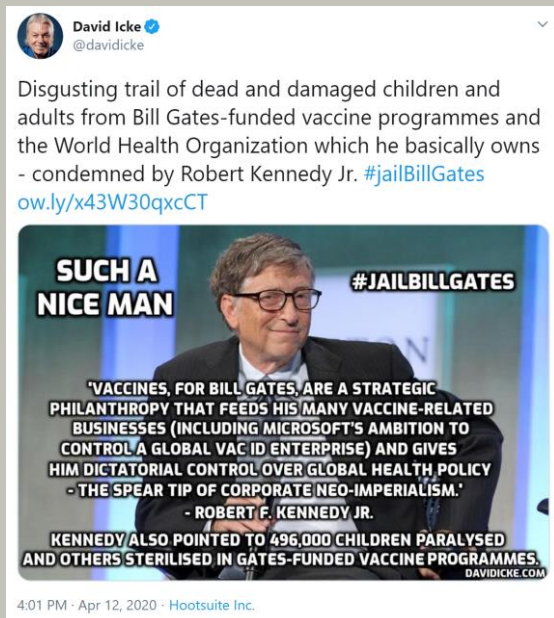 David Icke
@davidicke
Disgusting trail of dead and damaged children and
adults from Bill Gates-funded vaccine programmes and
the World Health Organization which he basically owns
- condemned by Robert Kennedy Jr. #jailBillGates
ow.ly/x43W30qxcCT
SUCH A
NICE MAN
#JAILBILLGATES
'VACCINES, FOR BILL GATES, ARE A STRATEGIC
PHILANTHROPY THAT FEEDS HIS MANY VACCINE-RELATED
BUSINESSES (INCLUDING MICROSOFT'S AMBITION TO
CONTROL A GLOBAL VAC ID ENTERPRISE) AND GIVES
HIM DICTATORIAL CONTROL OVER GLOBAL HEALTH POLICY
- THE SPEAR TIP OF CORPORATE NEO-IMPERIALISM.'
- ROBERT F. KENNEDY JR.
KENNEDY ALSO POINTED TO 496,000 CHILDREN PARALYSED
AND OTHERS STERILISED IN GATES-FUNDED VACCINE PROGRAMMES.
DAVIDICKE.COM
4:01 PM · Apr 12, 2020 · Hootsuite Inc.